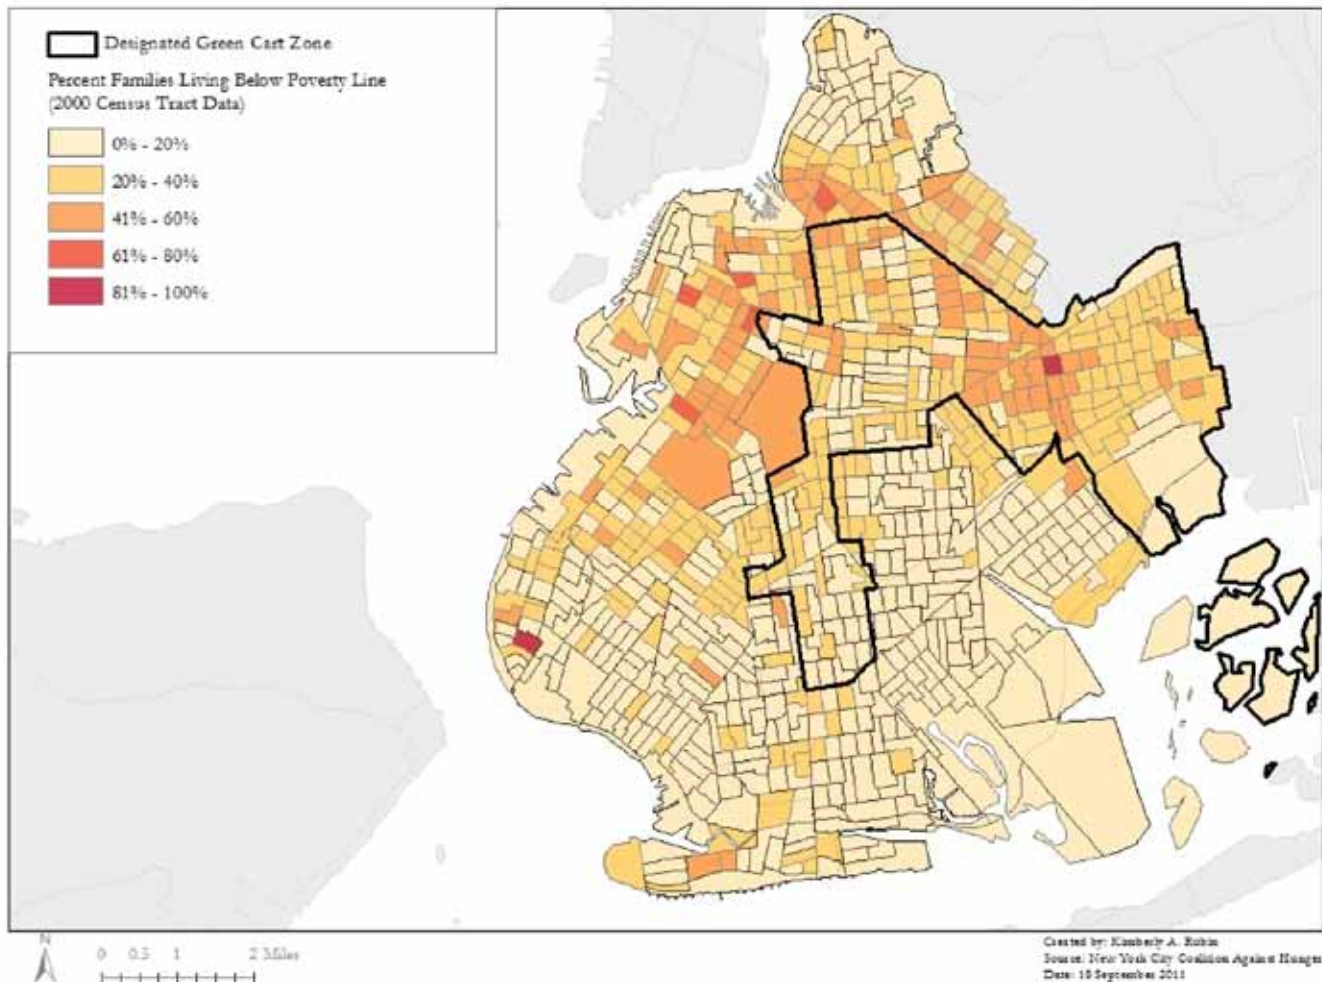 Designated Green Cart Zone
Percent Families Living Below Poverty Line
(2000 Census Tract Data)
0% - 20%
20% - 40%
41% - 60%
61% - 80%
81% - 100%
N
0 0.5 1 2 Miles
Created by: Kimberly A. Rubin
Source: New York City Coalition Against Hunger
Date: 18 September 2011